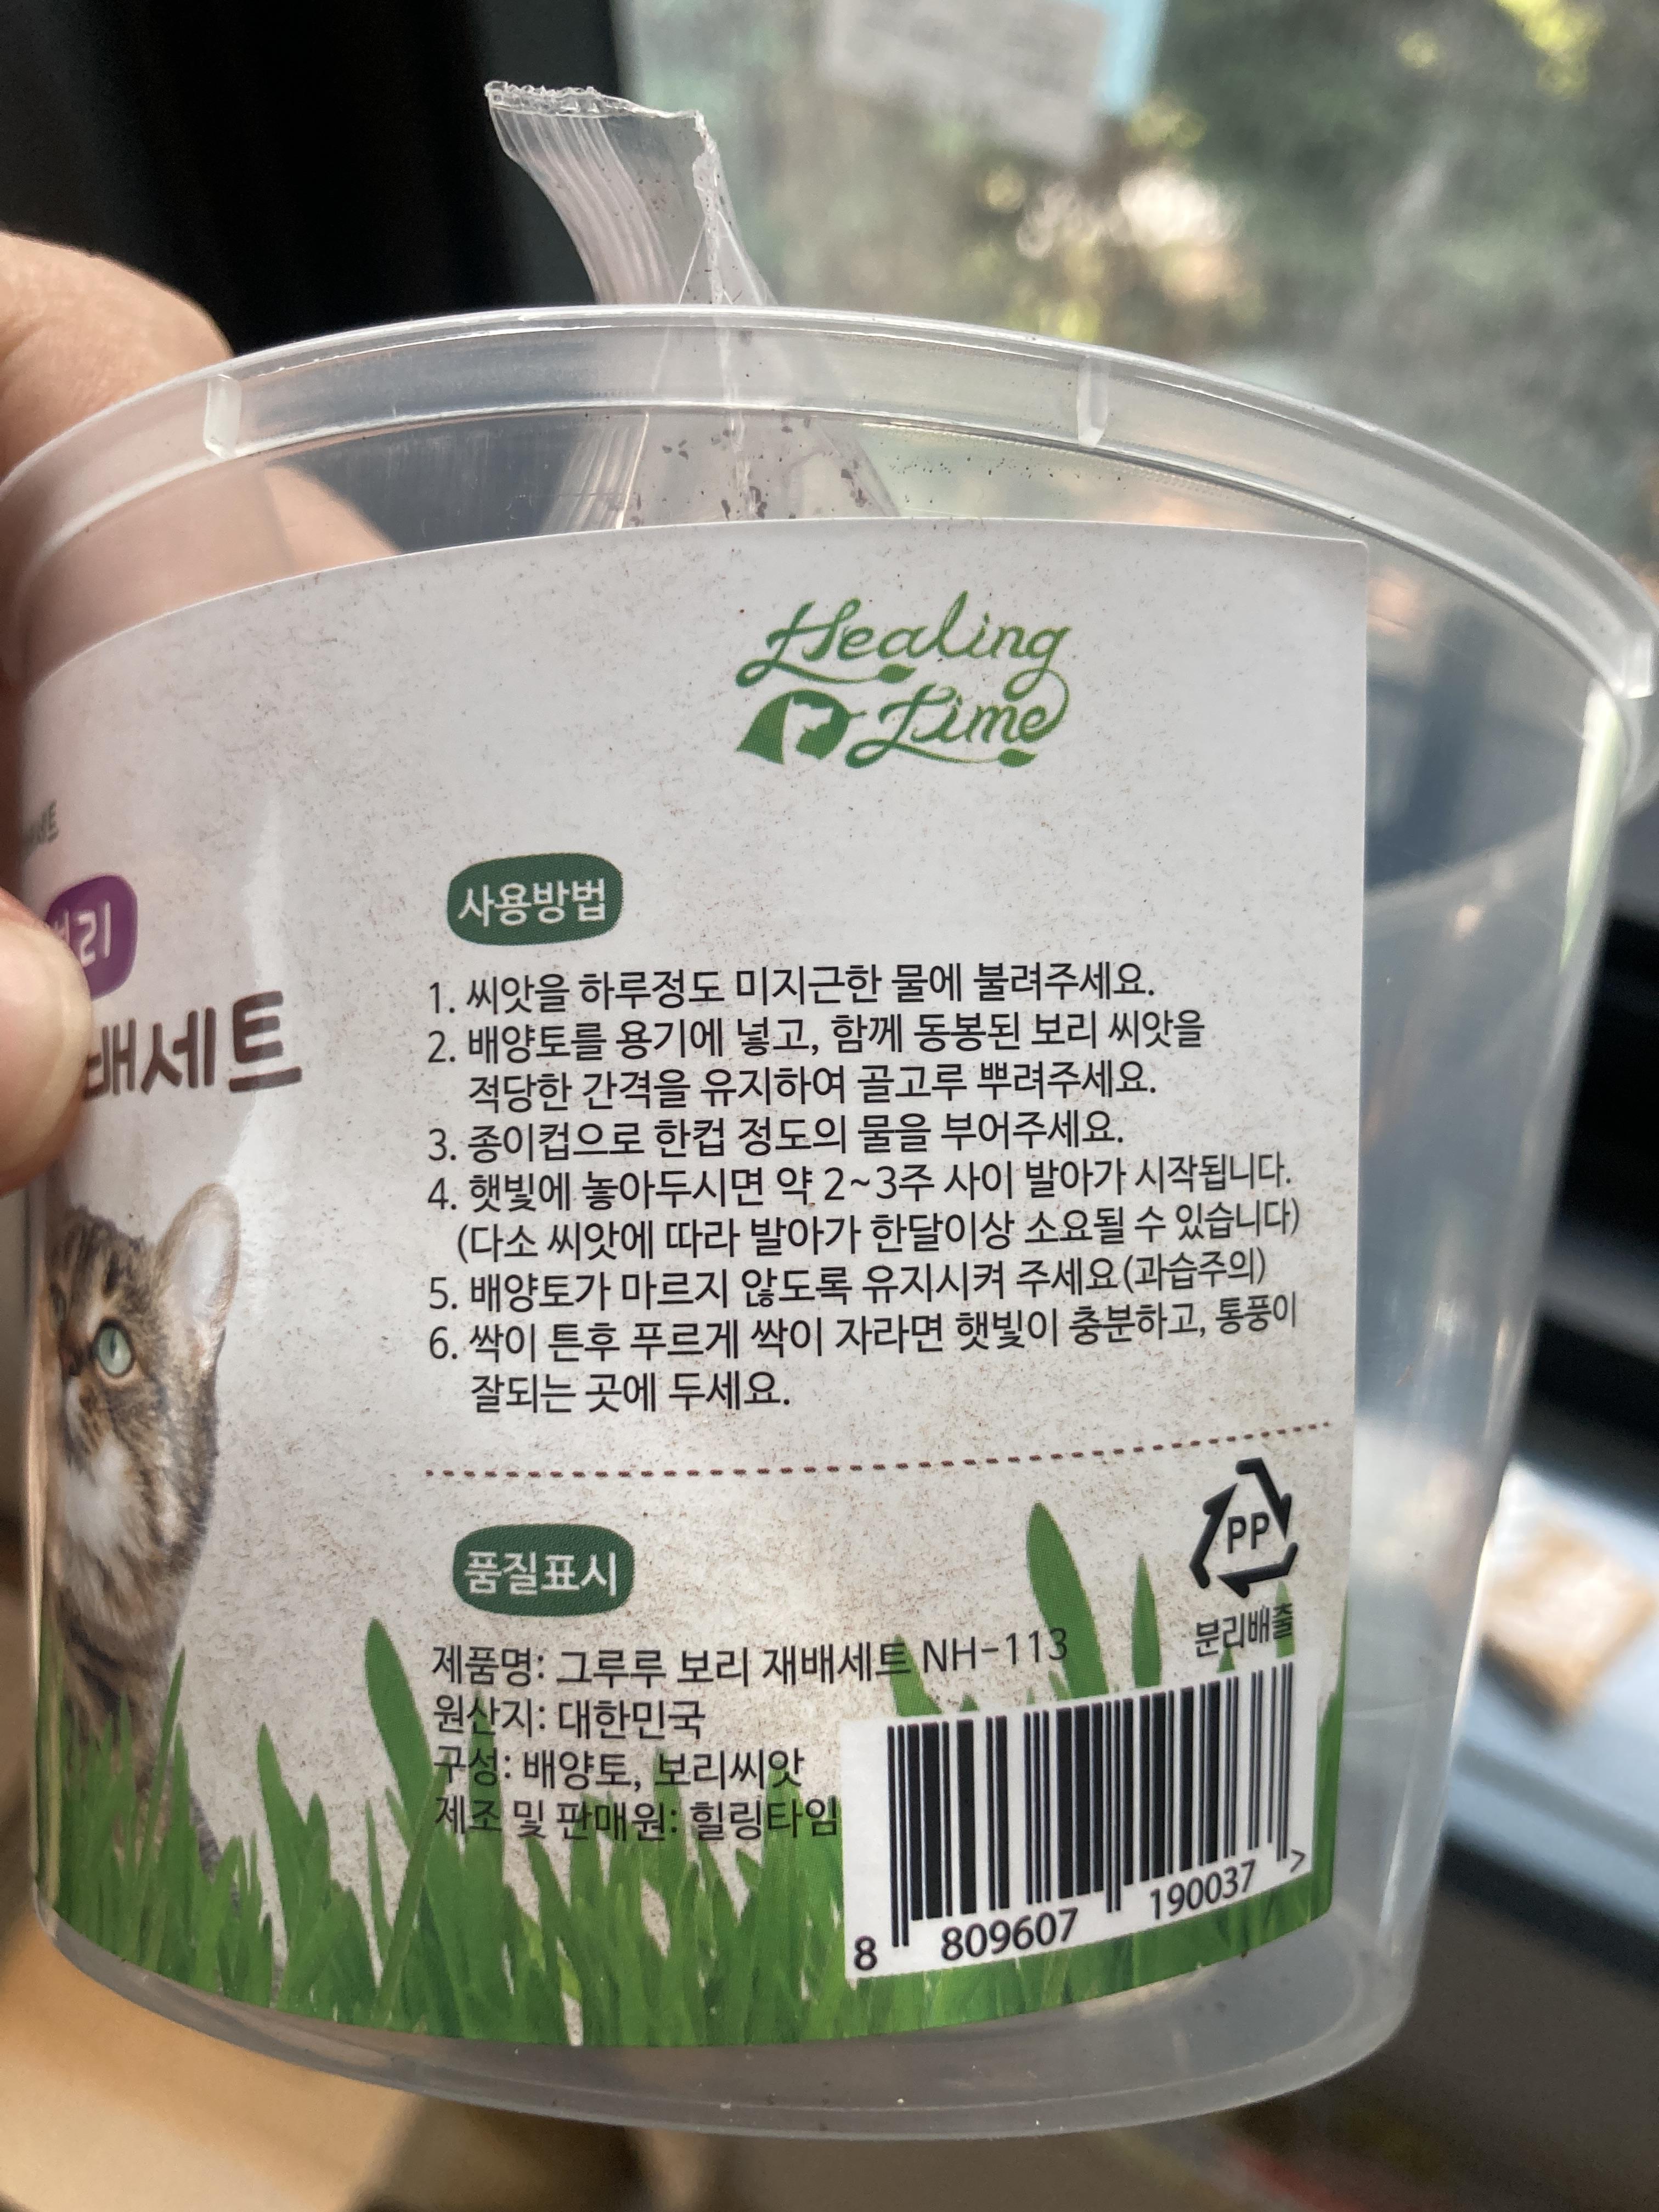 Healing
Time
배세트
사용방법
1. 씨앗을 하루정도 미지근한 물에 불려주세요.
2. 배양토를 용기에 넣고, 함께 동봉된 보리 씨앗을
적당한 간격을 유지하여 골고루 뿌려주세요.
3. 종이컵으로 한컵 정도의 물을 부어주세요.
4. 햇빛에 놓아두시면 약 2~3주 사이 발아가 시작됩니다.
(다소 씨앗에 따라 발아가 한달이상 소요될 수 있습니다)
5. 배양토가 마르지 않도록 유지시켜 주세요(과습주의)
6. 싹이 튼후 푸르게 싹이 자라면 햇빛이 충분하고, 통풍이
잘되는 곳에 두세요.
PP
분리배출
품질표시
제품명: 그루루 보리 재배세트 NH-113
원산지: 대한민국
구성: 배양토, 보리씨앗
제조 및 판매원: 힐링타임
8 809607 190037 >